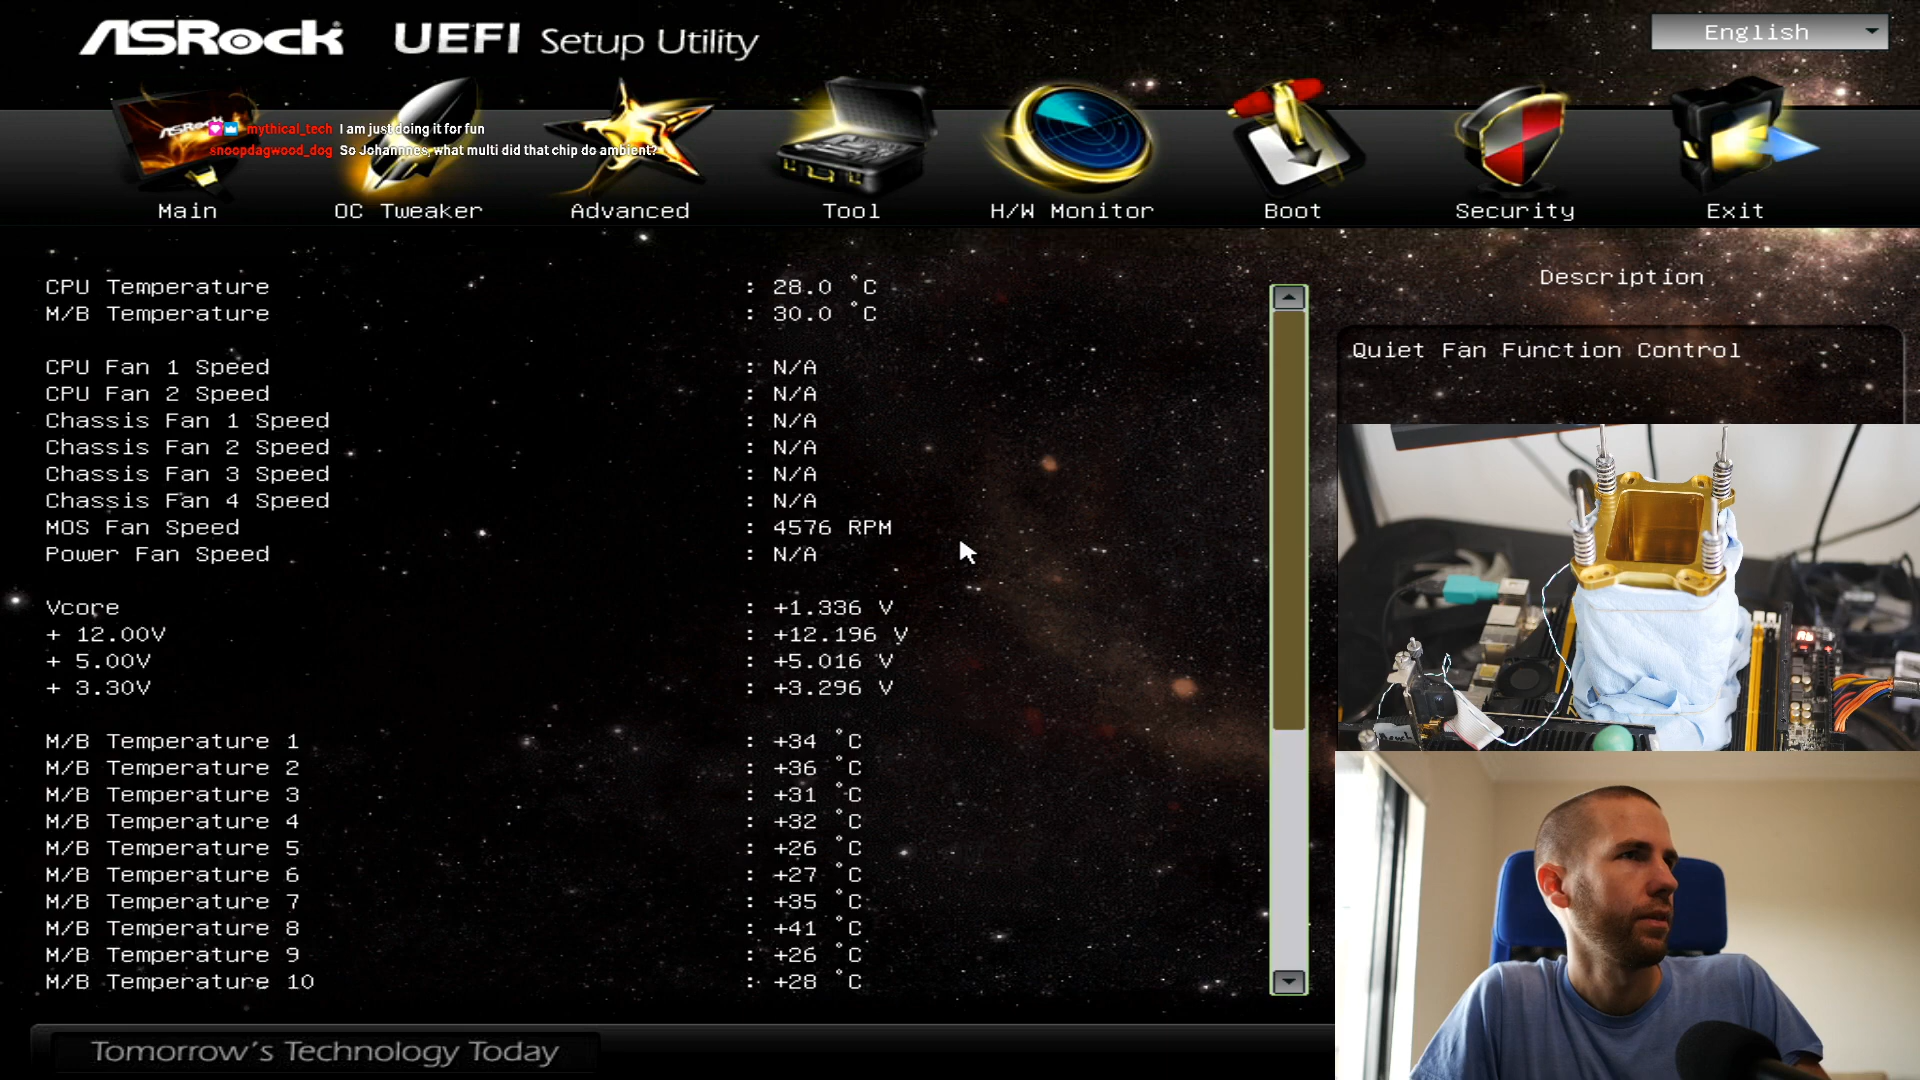 ASRock UEFI Setup Utility
English
mythical_tech I am just doing it for fun
snoopdagwood_dog So Johannnes, what multi did that chip do ambient?
Main OC Tweaker Advanced Tool H/W Monitor Boot Security Exit
CPU Temperature : 28.0 °C
M/B Temperature : 30.0 °C
CPU Fan 1 Speed : N/A
CPU Fan 2 Speed : N/A
Chassis Fan 1 Speed : N/A
Chassis Fan 2 Speed : N/A
Chassis Fan 3 Speed : N/A
Chassis Fan 4 Speed : N/A
MOS Fan Speed : 4576 RPM
Power Fan Speed : N/A
Vcore : +1.336 V
+ 12.00V : +12.196 V
+ 5.00V : +5.016 V
+ 3.30V : +3.296 V
M/B Temperature 1 : +34 °C
M/B Temperature 2 : +36 °C
M/B Temperature 3 : +31 °C
M/B Temperature 4 : +32 °C
M/B Temperature 5 : +26 °C
M/B Temperature 6 : +27 °C
M/B Temperature 7 : +35 °C
M/B Temperature 8 : +41 °C
M/B Temperature 9 : +26 °C
M/B Temperature 10 : +28 °C
Description
Quiet Fan Function Control
Tomorrow's Technology Today